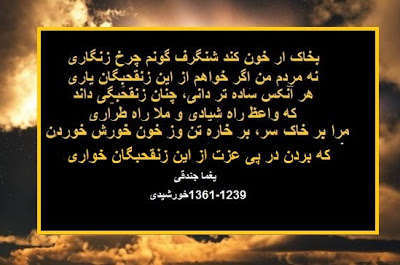 بخاک ار خون کند شنگرف گونم چرخ زنگاری
نه مردم من اگر خواهم از این زنقحبگان یاری
هر آنکس ساده تر دانی، چنان زنقحبگی داند
که واعظ راه شیادی و ملا راه طراری
مرا بر خاک سر، بر خاره تن وز خون خورش خوردن
که بردن در پی عزت از این زنقحبگان خواری
یغما جندقی
1361-1239خورشیدی